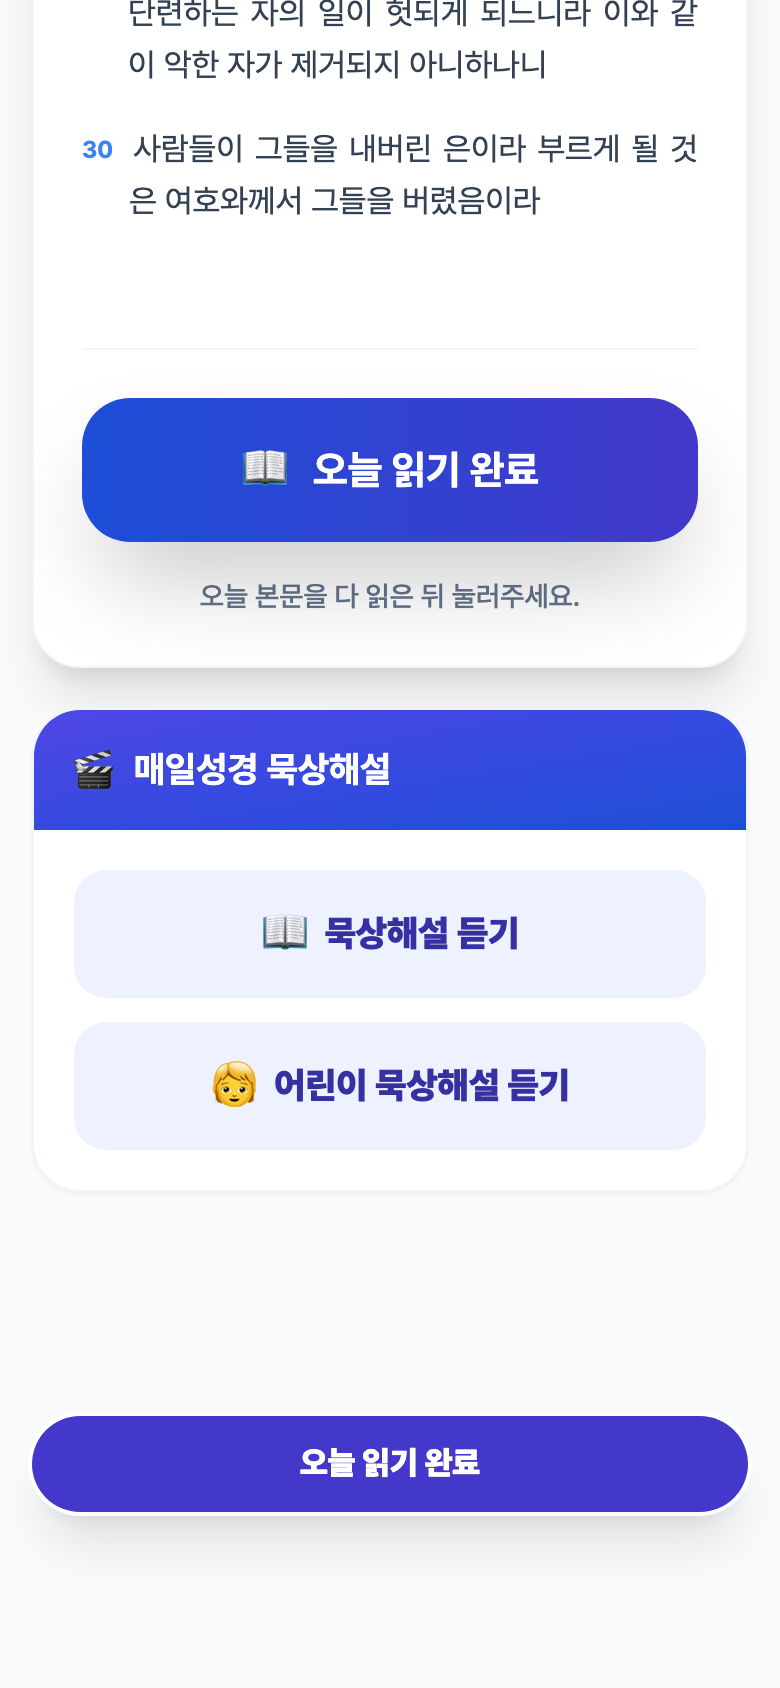 단련하는 자의 일이 헛되게 되느니라 이와 같
이 악한 자가 제거되지 아니하나니
30 사람들이 그들을 내버린 은이라 부르게 될 것
은 여호와께서 그들을 버렸음이라
오늘 읽기 완료
오늘 본문을 다 읽은 뒤 눌러주세요.
매일성경 묵상해설
묵상해설 듣기
어린이 묵상해설 듣기
오늘 읽기 완료